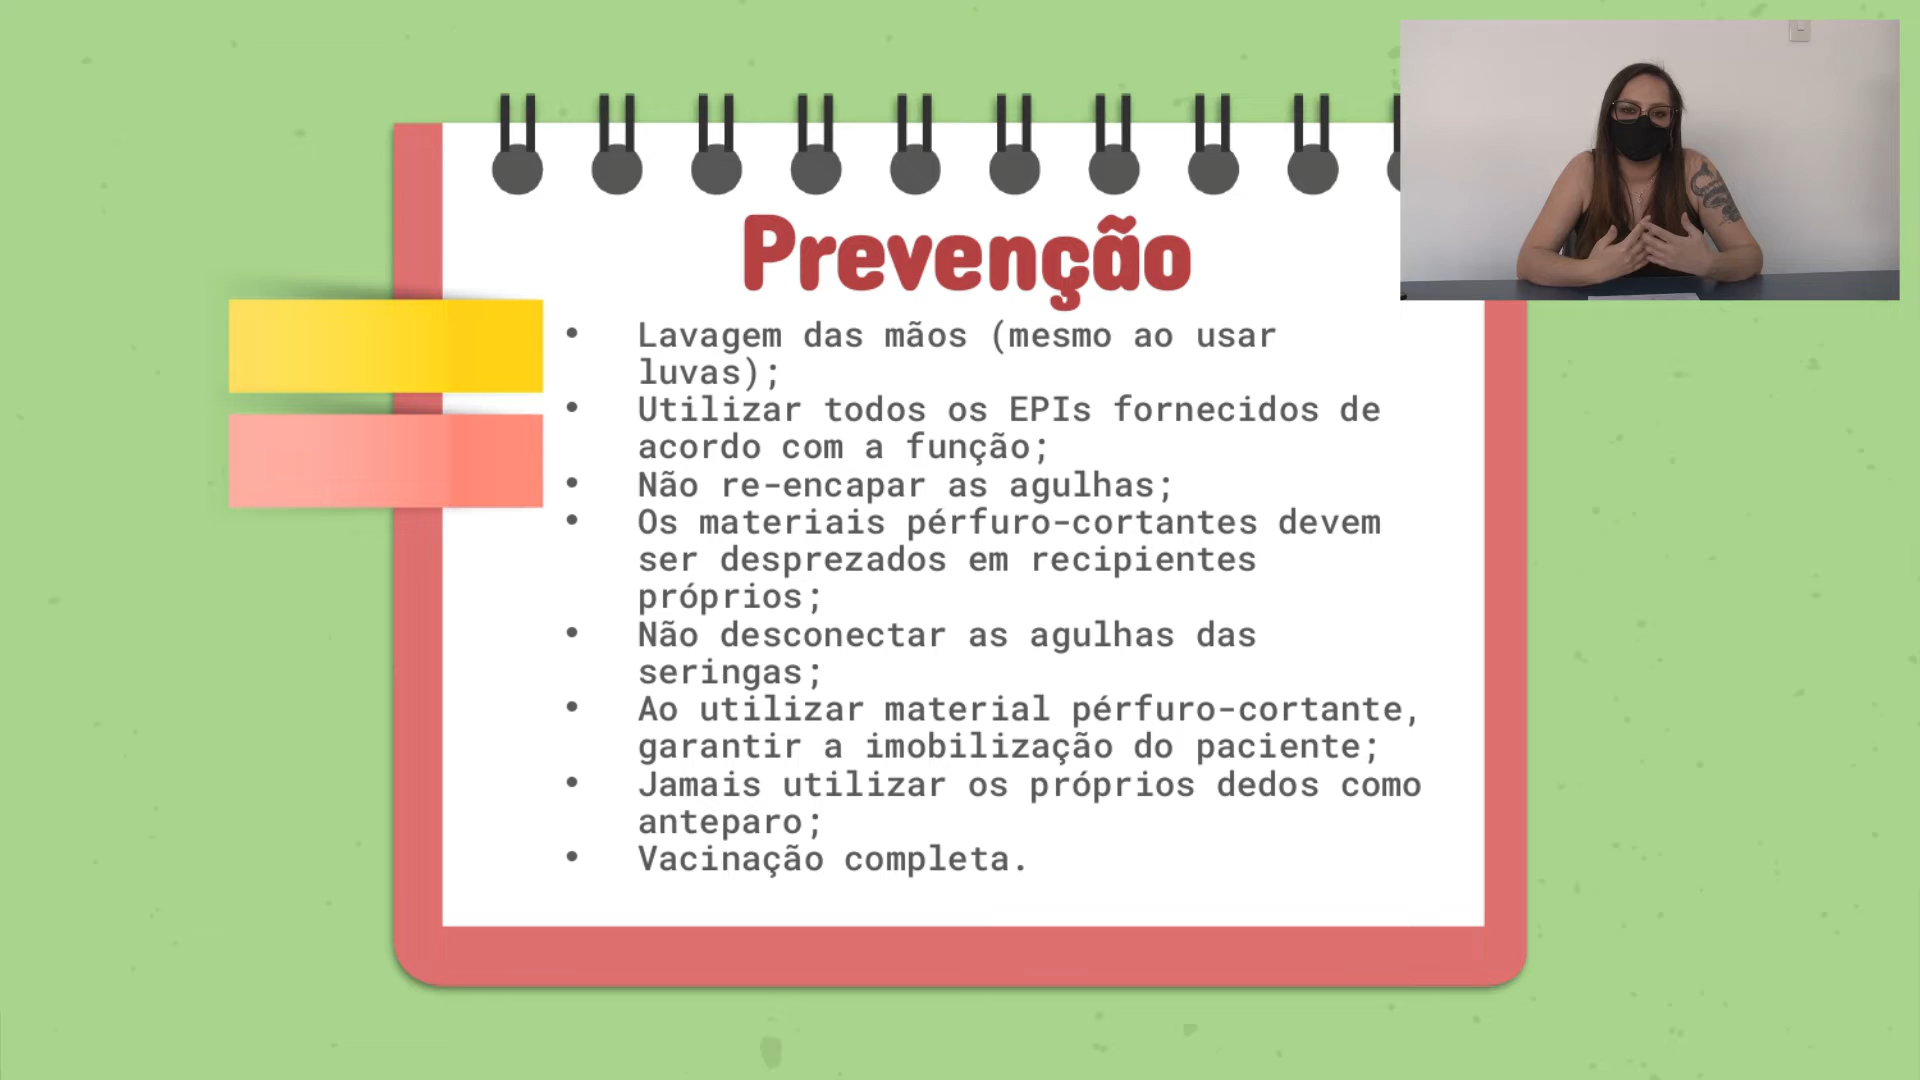 Prevenção
• Lavagem das mãos (mesmo ao usar
luvas);
• Utilizar todos os EPIs fornecidos de
acordo com a função;
• Não re-encapar as agulhas;
• Os materiais pérfuro-cortantes devem
ser desprezados em recipientes
próprios;
• Não desconectar as agulhas das
seringas;
• Ao utilizar material pérfuro-cortante,
garantir a imobilização do paciente;
• Jamais utilizar os próprios dedos como
anteparo;
• Vacinação completa.